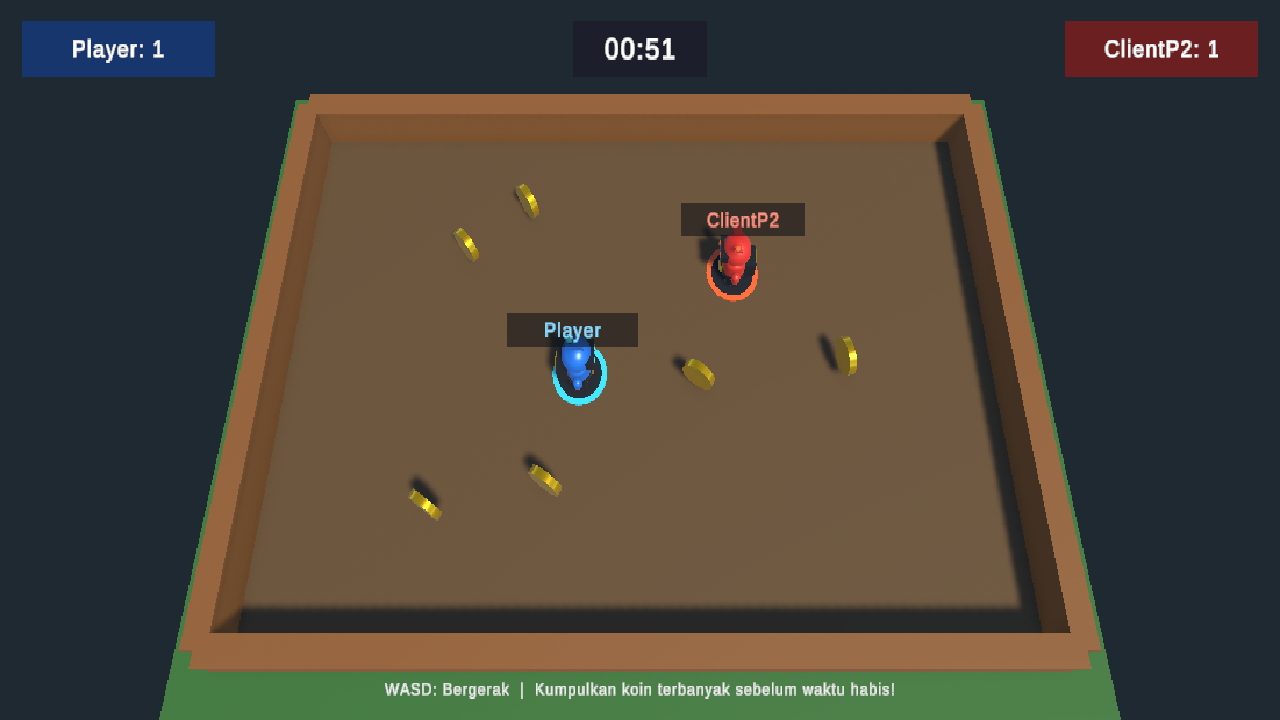 Player: 1
00:51
ClientP2: 1
ClientP2
Player
WASD: Bergerak | Kumpulkan koin terbanyak sebelum waktu habis!